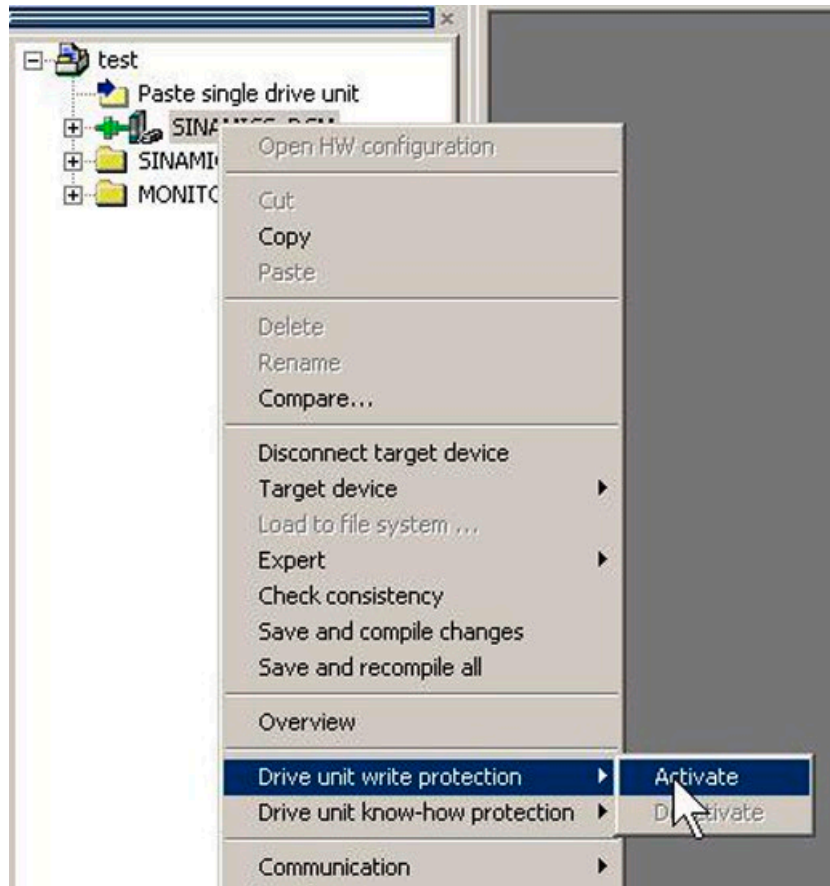 test
Paste single drive unit
Open HW configuration
Cut
Copy
Paste
Delete
Rename
Compare...
Disconnect target device
Target device
Load to file system ...
Expert
Check consistency
Save and compile changes
Save and recompile all
Overview
Drive unit write protection
Activate
Drive unit know-how protection
Communication